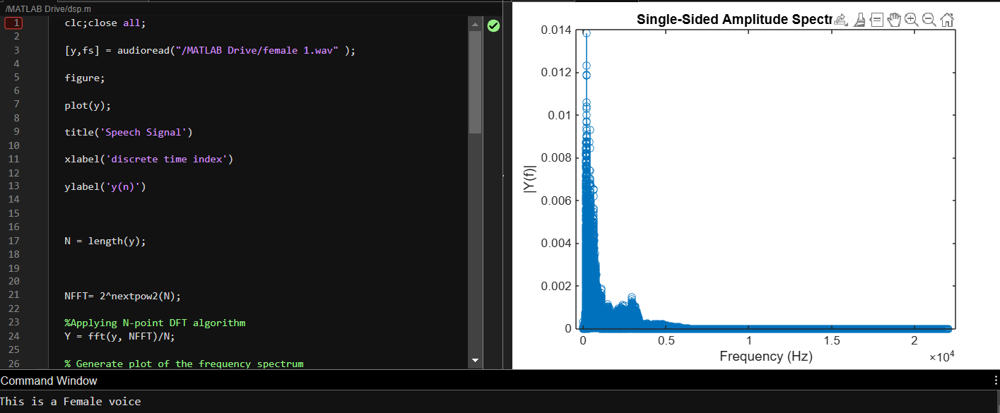 /MATLAB Drive/dsp.m
1 clc;close all;
2
3 [y,fs] = audioread("/MATLAB Drive/female 1.wav" );
4
5 figure;
6
7 plot(y);
8
9 title('Speech Signal')
10
11 xlabel('discrete time index')
12
13 ylabel('y(n)')
14
15
16
17 N = length(y);
18
19
20
21 NFFT= 2^nextpow2(N);
22
23 %Applying N-point DFT algorithm
24 Y = fft(y, NFFT)/N;
25
26 % Generate plot of the frequency spectrum
Single-Sided Amplitude Spectr
0.014
0.012
0.01
0.008
0.006
0.004
0.002
0
|Y(f)|
0 0.5 1 1.5 2
Frequency (Hz)
×10⁴
Command Window
This is a Female voice